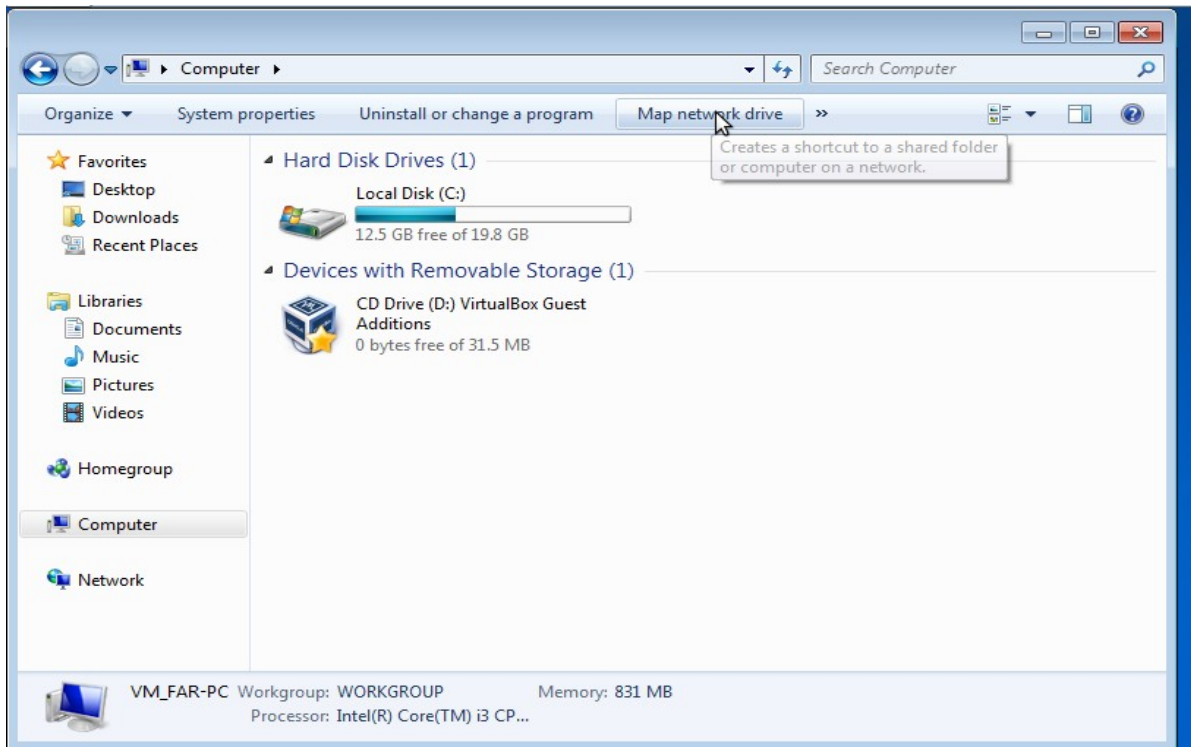 Computer
Search Computer
Organize
System properties
Uninstall or change a program
Map network drive
»
Creates a shortcut to a shared folder
or computer on a network.
Favorites
Desktop
Downloads
Recent Places
Libraries
Documents
Music
Pictures
Videos
Homegroup
Computer
Network
Hard Disk Drives (1)
Local Disk (C:)
12.5 GB free of 19.8 GB
Devices with Removable Storage (1)
CD Drive (D:) VirtualBox Guest
Additions
0 bytes free of 31.5 MB
VM_FAR-PC Workgroup: WORKGROUP Memory: 831 MB
Processor: Intel(R) Core(TM) i3 CP...